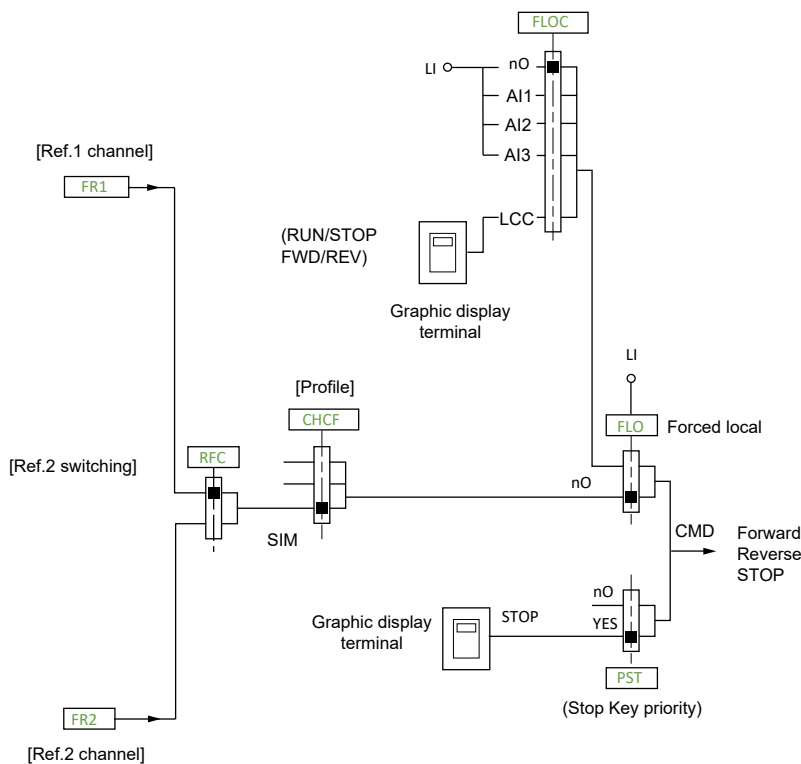 FLOC
LI
nO
AI1
AI2
AI3
LCC
[Ref.1 channel]
FR1
(RUN/STOP
FWD/REV)
Graphic display
terminal
LI
[Profile]
CHCF
FLO
Forced local
[Ref.2 switching]
RFC
nO
SIM
CMD
Forward
Reverse
STOP
nO
Graphic display
terminal
STOP
YES
PST
(Stop Key priority)
FR2
[Ref.2 channel]